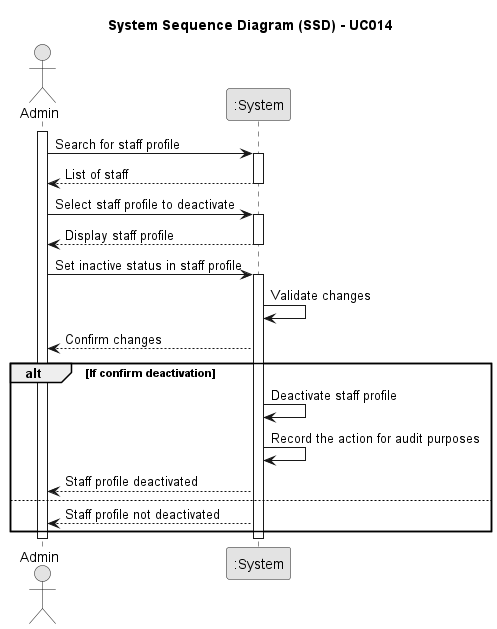 System Sequence Diagram (SSD) - UC014
Admin
:System
Search for staff profile
List of staff
Select staff profile to deactivate
Display staff profile
Set inactive status in staff profile
Validate changes
Confirm changes
alt [If confirm deactivation]
Deactivate staff profile
Record the action for audit purposes
Staff profile deactivated
Staff profile not deactivated
Admin
:System